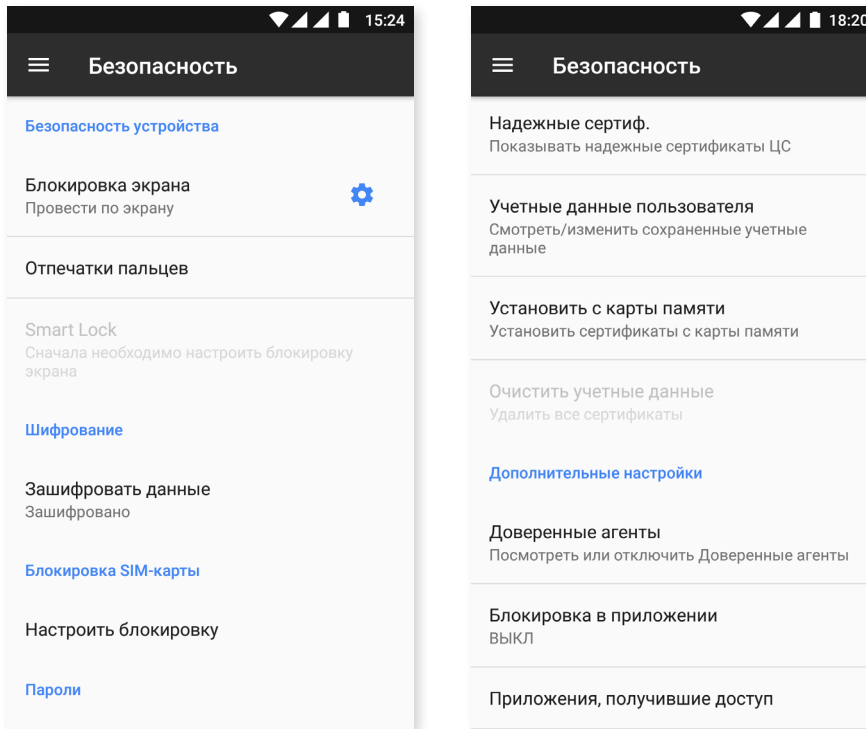 15:24
Безопасность
Безопасность устройства
Блокировка экрана
Провести по экрану
Отпечатки пальцев
Smart Lock
Сначала необходимо настроить блокировку
экрана
Шифрование
Зашифровать данные
Зашифровано
Блокировка SIM-карты
Настроить блокировку
Пароли
18:20
Безопасность
Надежные сертиф.
Показывать надежные сертификаты ЦС
Учетные данные пользователя
Смотреть/изменить сохраненные учетные
данные
Установить с карты памяти
Установить сертификаты с карты памяти
Очистить учетные данные
Удалить все сертификаты
Дополнительные настройки
Доверенные агенты
Посмотреть или отключить Доверенные агенты
Блокировка в приложении
ВЫКЛ
Приложения, получившие доступ